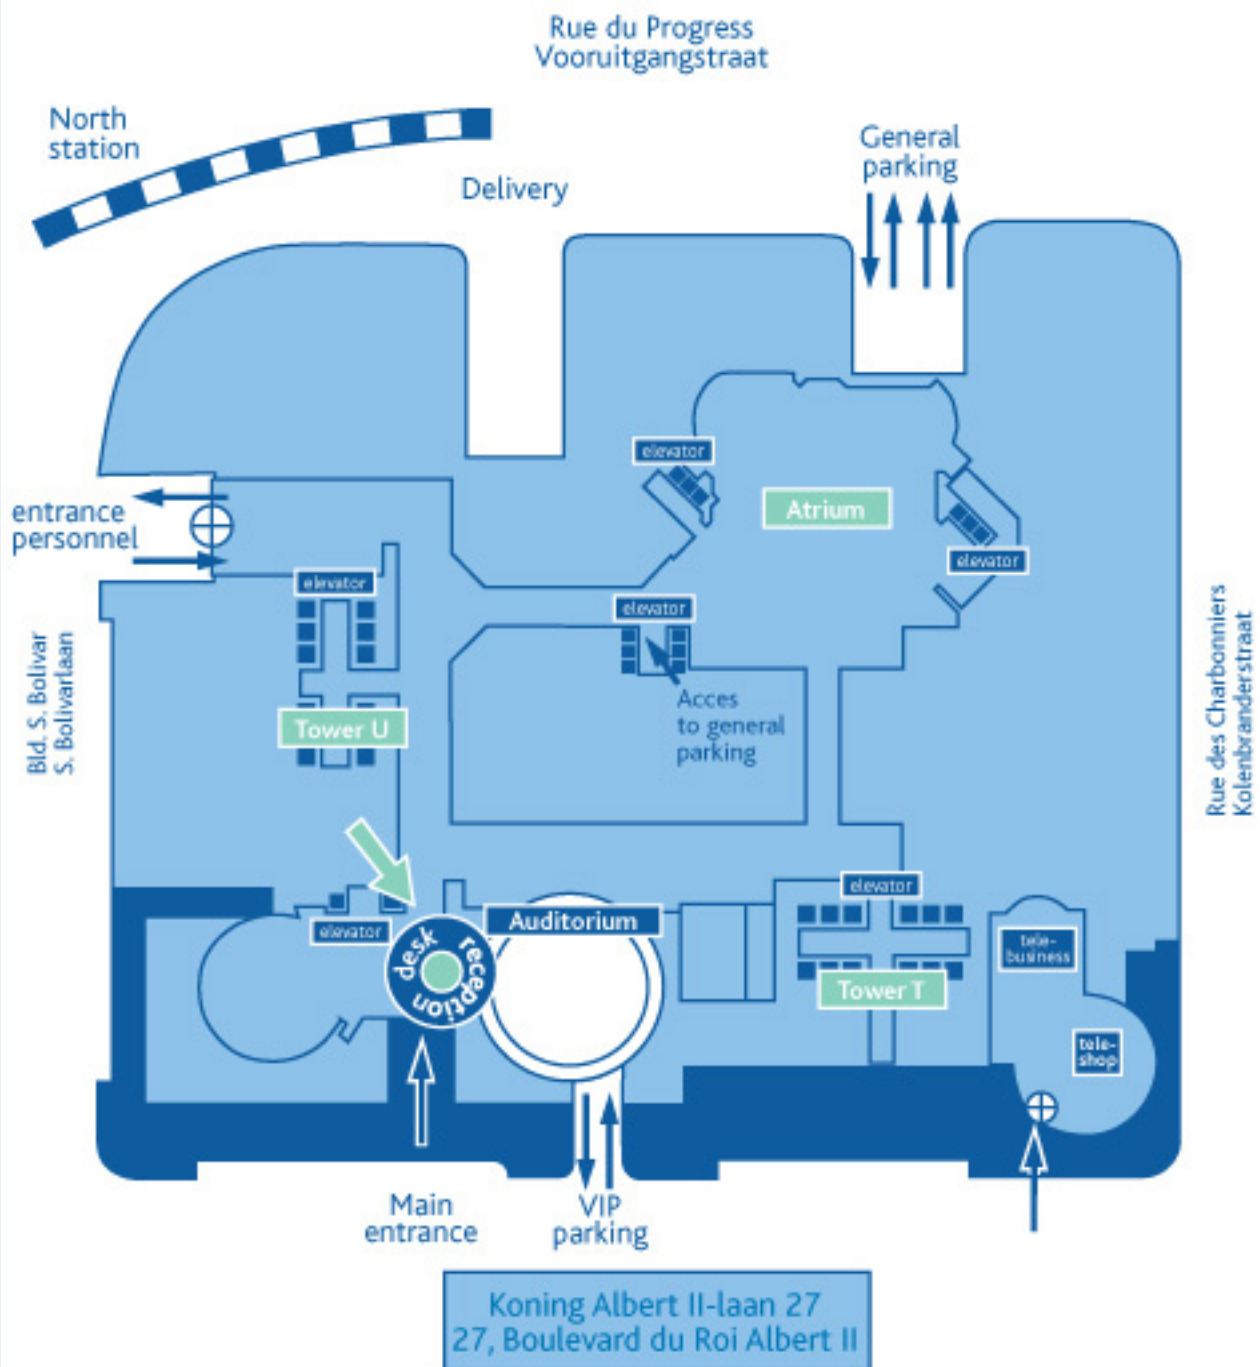 Rue du Progress
Vooruitgangstraat
North
station
General
parking
Delivery
elevator
Atrium
entrance
personnel
elevator
elevator
elevator
Bld. S. Bolivar
S. Bolivarlaan
Rue des Charbonniers
Kolenbranderstraat
Acces
to general
parking
Tower U
elevator
Auditorium
elevator
desk
reception
tele-
business
Tower T
tele-
shop
Main
entrance
VIP
parking
Koning Albert II-laan 27
27, Boulevard du Roi Albert II